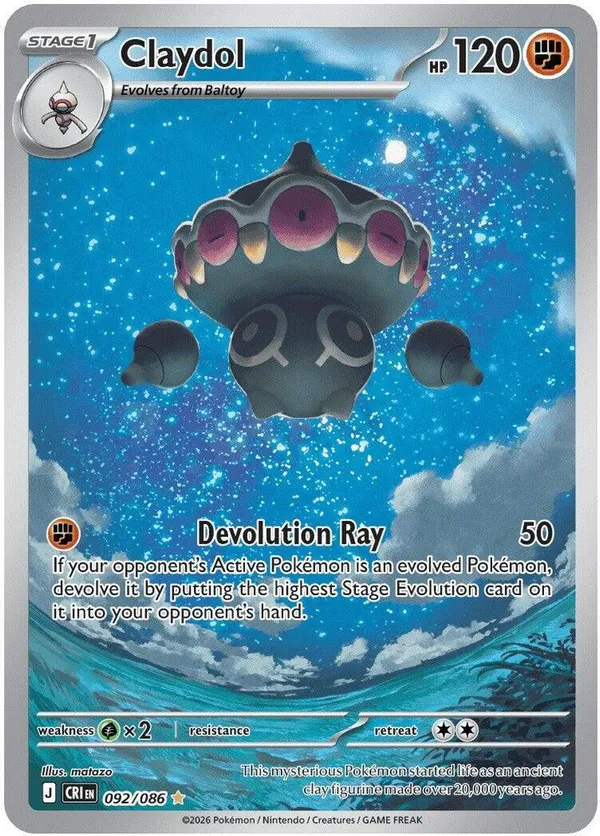 STAGE1
Claydol
HP 120
Evolves from Baltoy
Devolution Ray 50
If your opponent's Active Pokémon is an evolved Pokémon,
devolve it by putting the highest Stage Evolution card on
it into your opponent's hand.
weakness ×2 resistance retreat
Illus. matazo
This mysterious Pokémon started life as an ancient
clay figurine made over 20,000 years ago.
J CRI EN 092/086
©2026 Pokémon / Nintendo / Creatures / GAME FREAK